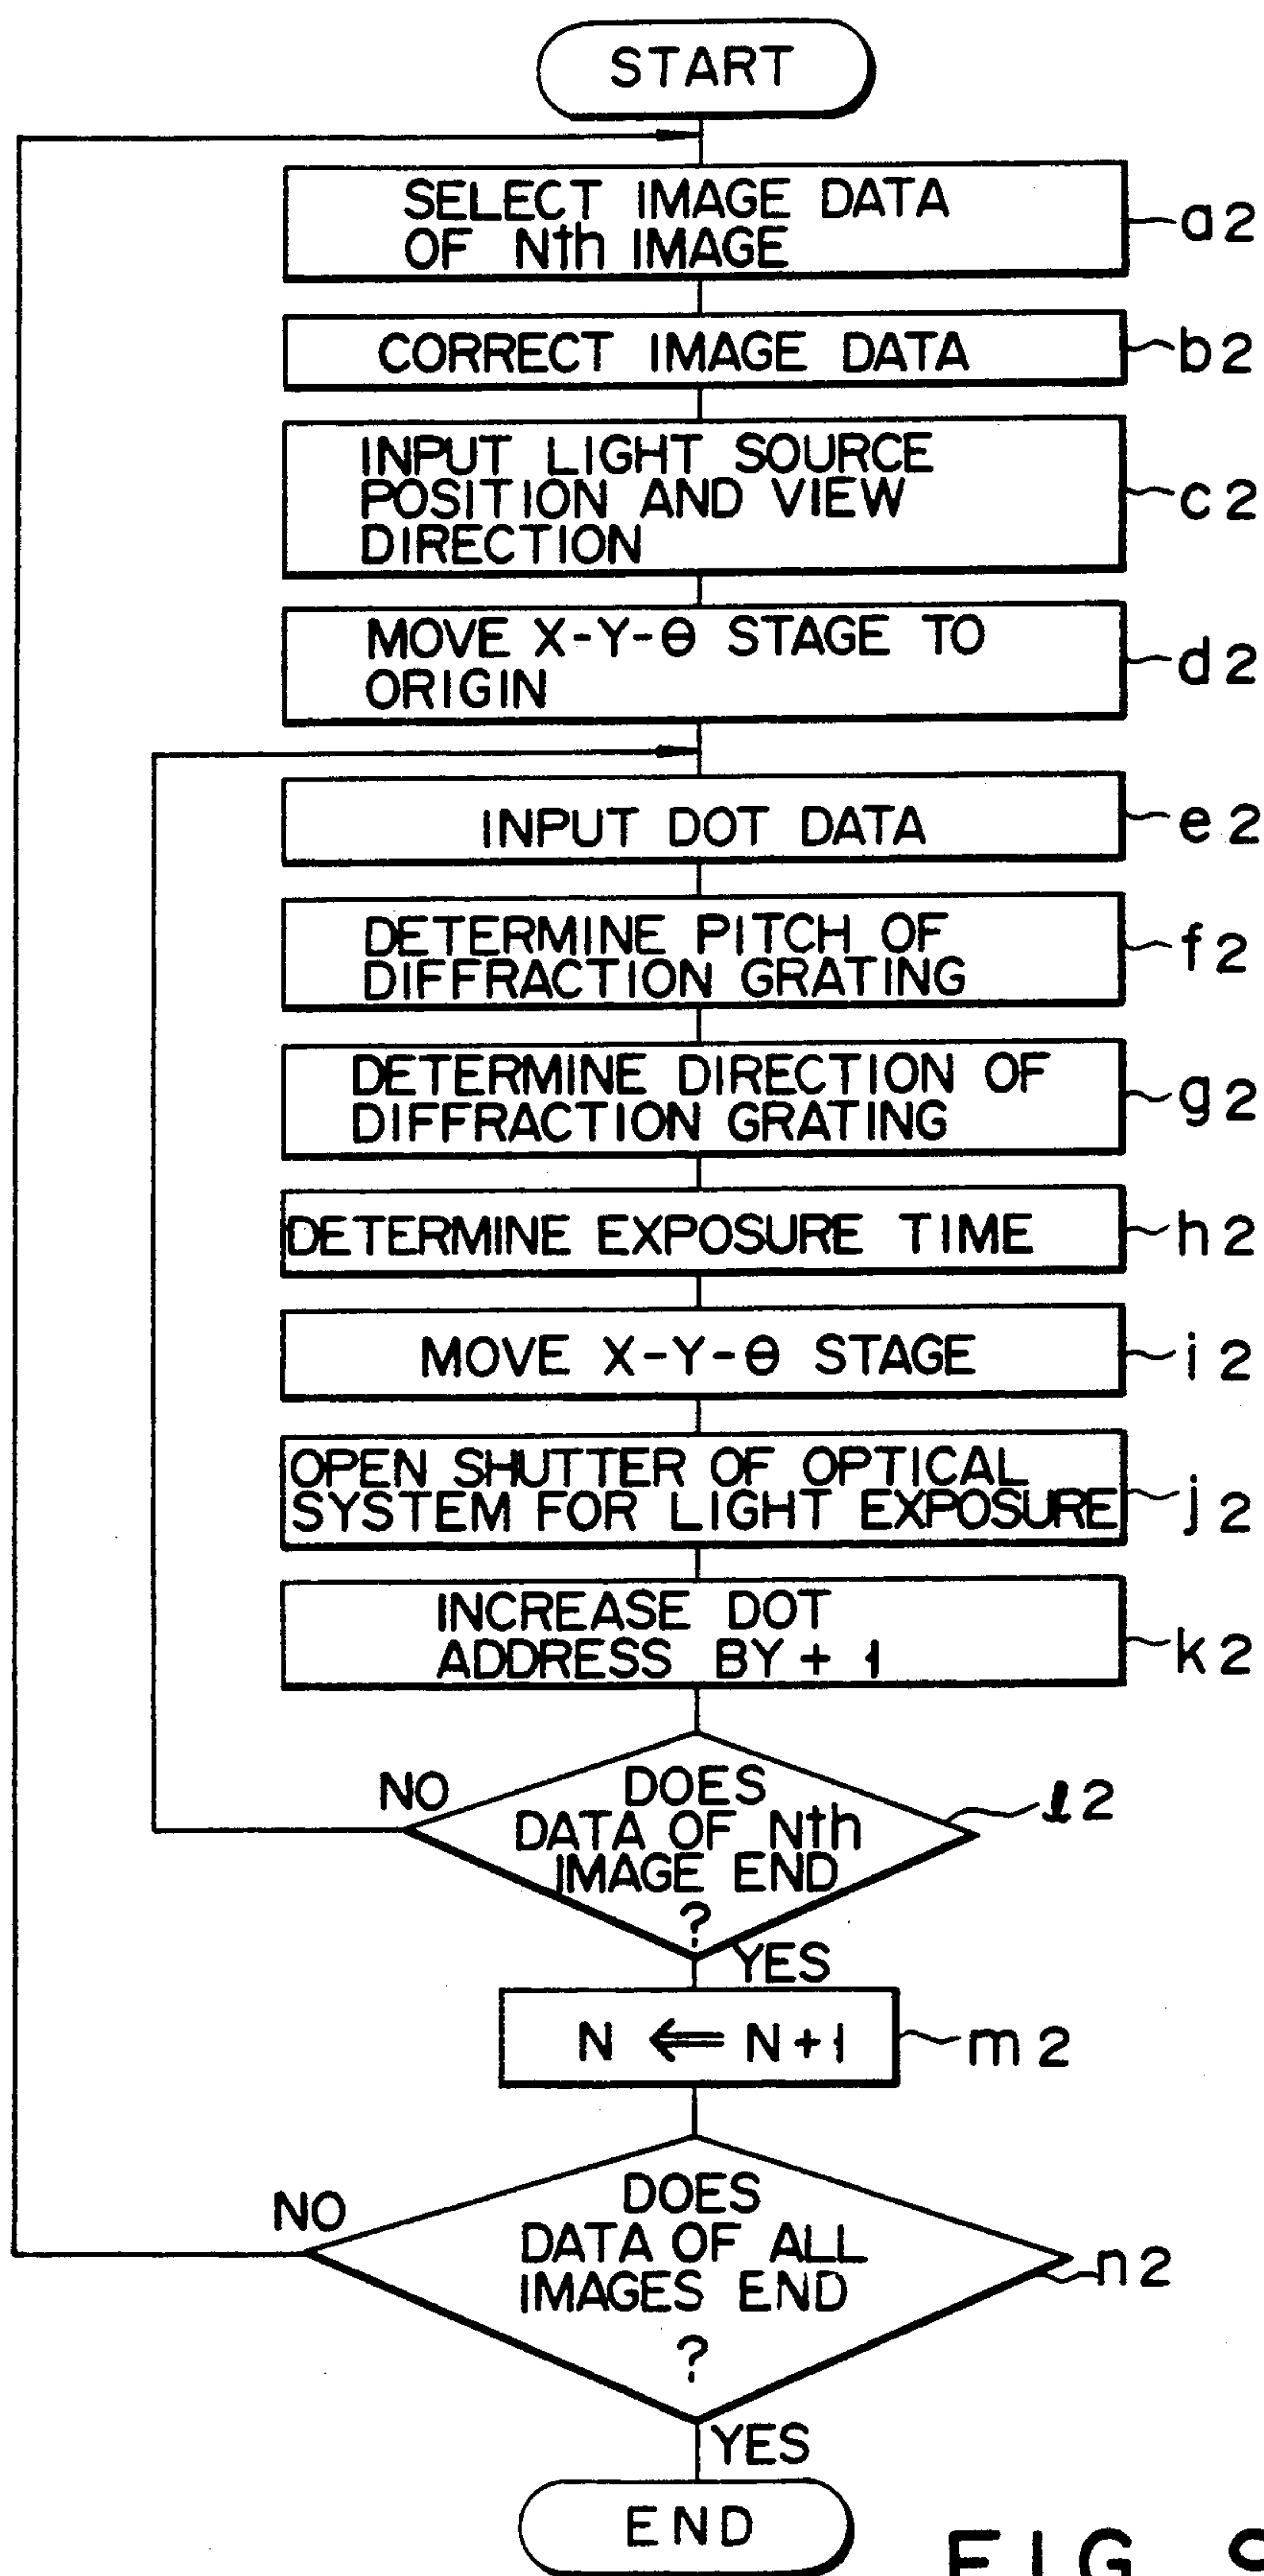 START
SELECT IMAGE DATA
OF Nth IMAGE
a2
CORRECT IMAGE DATA
b2
INPUT LIGHT SOURCE
POSITION AND VIEW
DIRECTION
c2
MOVE X-Y-θ STAGE TO
ORIGIN
d2
INPUT DOT DATA
e2
DETERMINE PITCH OF
DIFFRACTION GRATING
f2
DETERMINE DIRECTION OF
DIFFRACTION GRATING
g2
DETERMINE EXPOSURE TIME
h2
MOVE X-Y-θ STAGE
i2
OPEN SHUTTER OF OPTICAL
SYSTEM FOR LIGHT EXPOSURE
j2
INCREASE DOT
ADDRESS BY + 1
k2
NO
DOES
DATA OF Nth
IMAGE END
?
l2
YES
N ⇐ N+1
m2
NO
DOES
DATA OF ALL
IMAGES END
?
n2
YES
END
FIG.